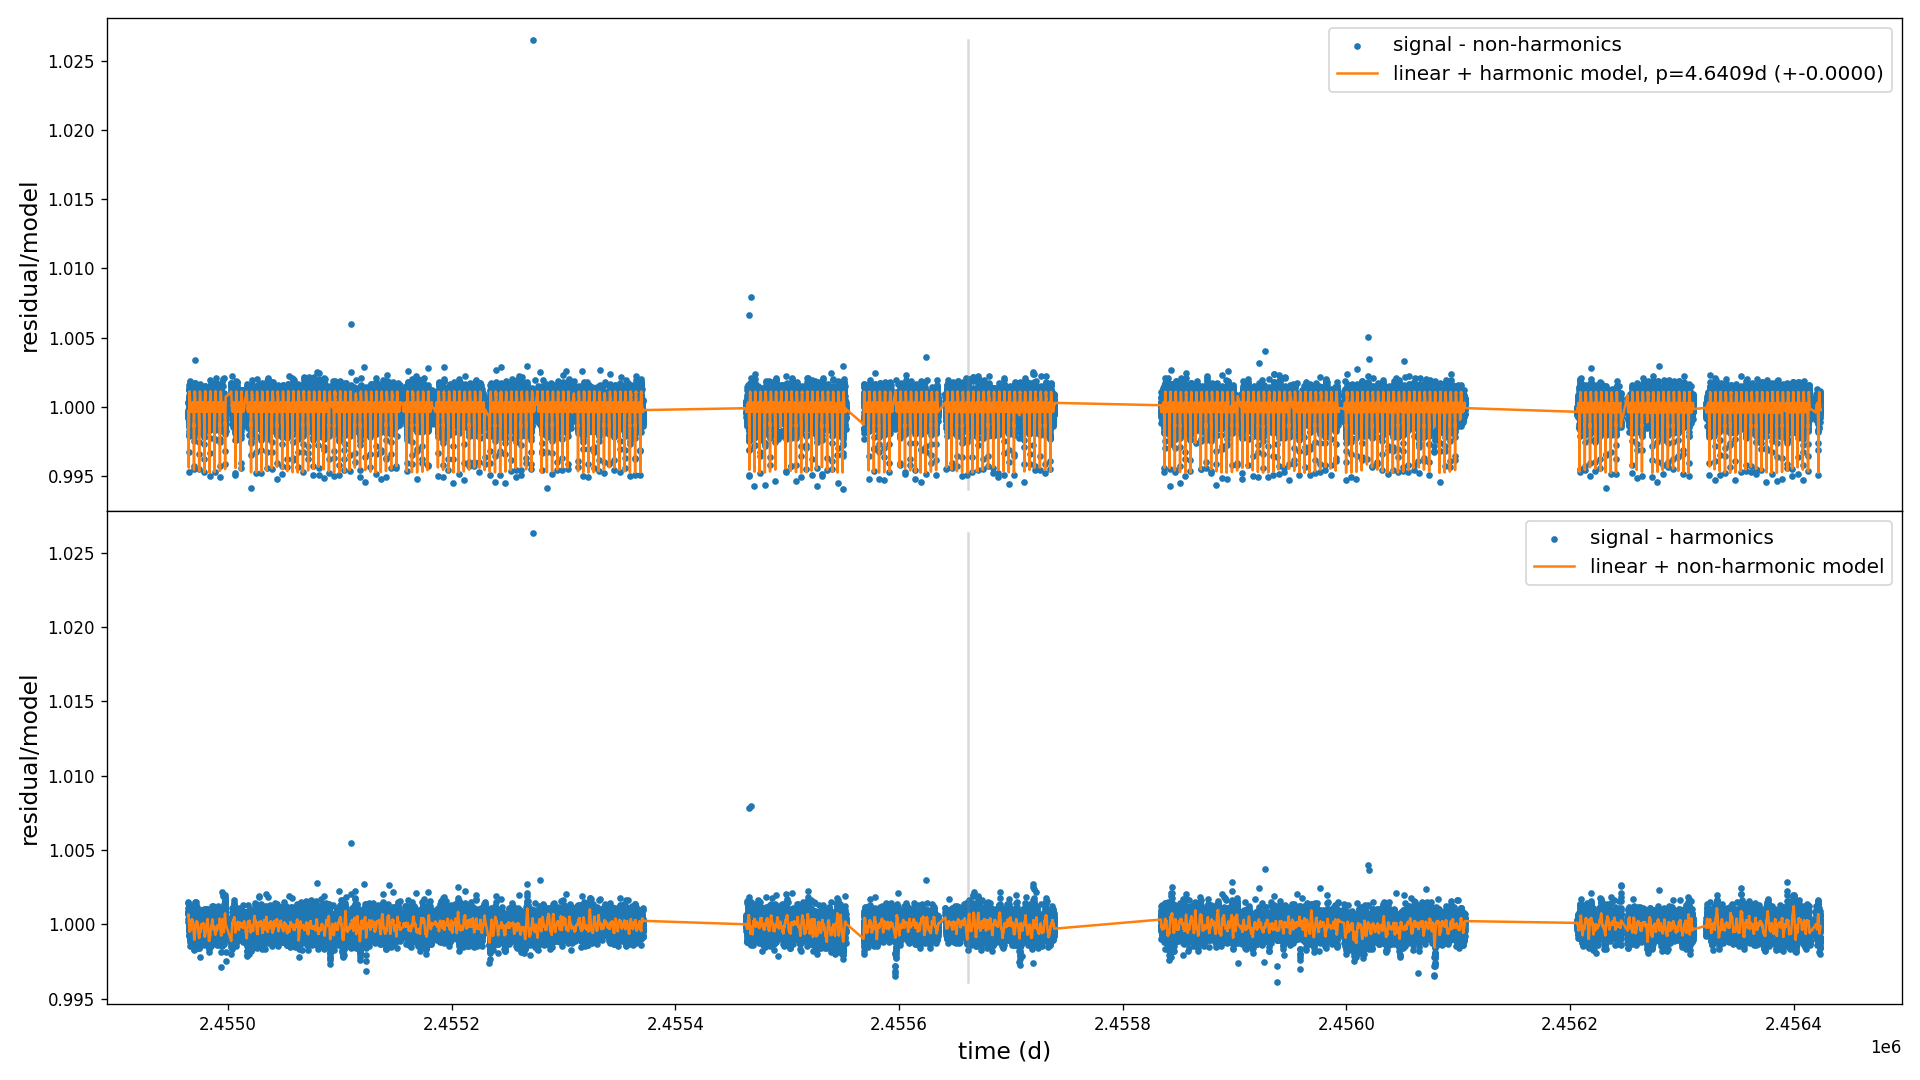 signal - non-harmonics
linear + harmonic model, p=4.6409d (+-0.0000)
1.025
1.020
1.015
1.010
1.005
1.000
0.995
residual/model
signal - harmonics
linear + non-harmonic model
1.025
1.020
1.015
1.010
1.005
1.000
0.995
residual/model
2.4550 2.4552 2.4554 2.4556 2.4558 2.4560 2.4562 2.4564
1e6
time (d)